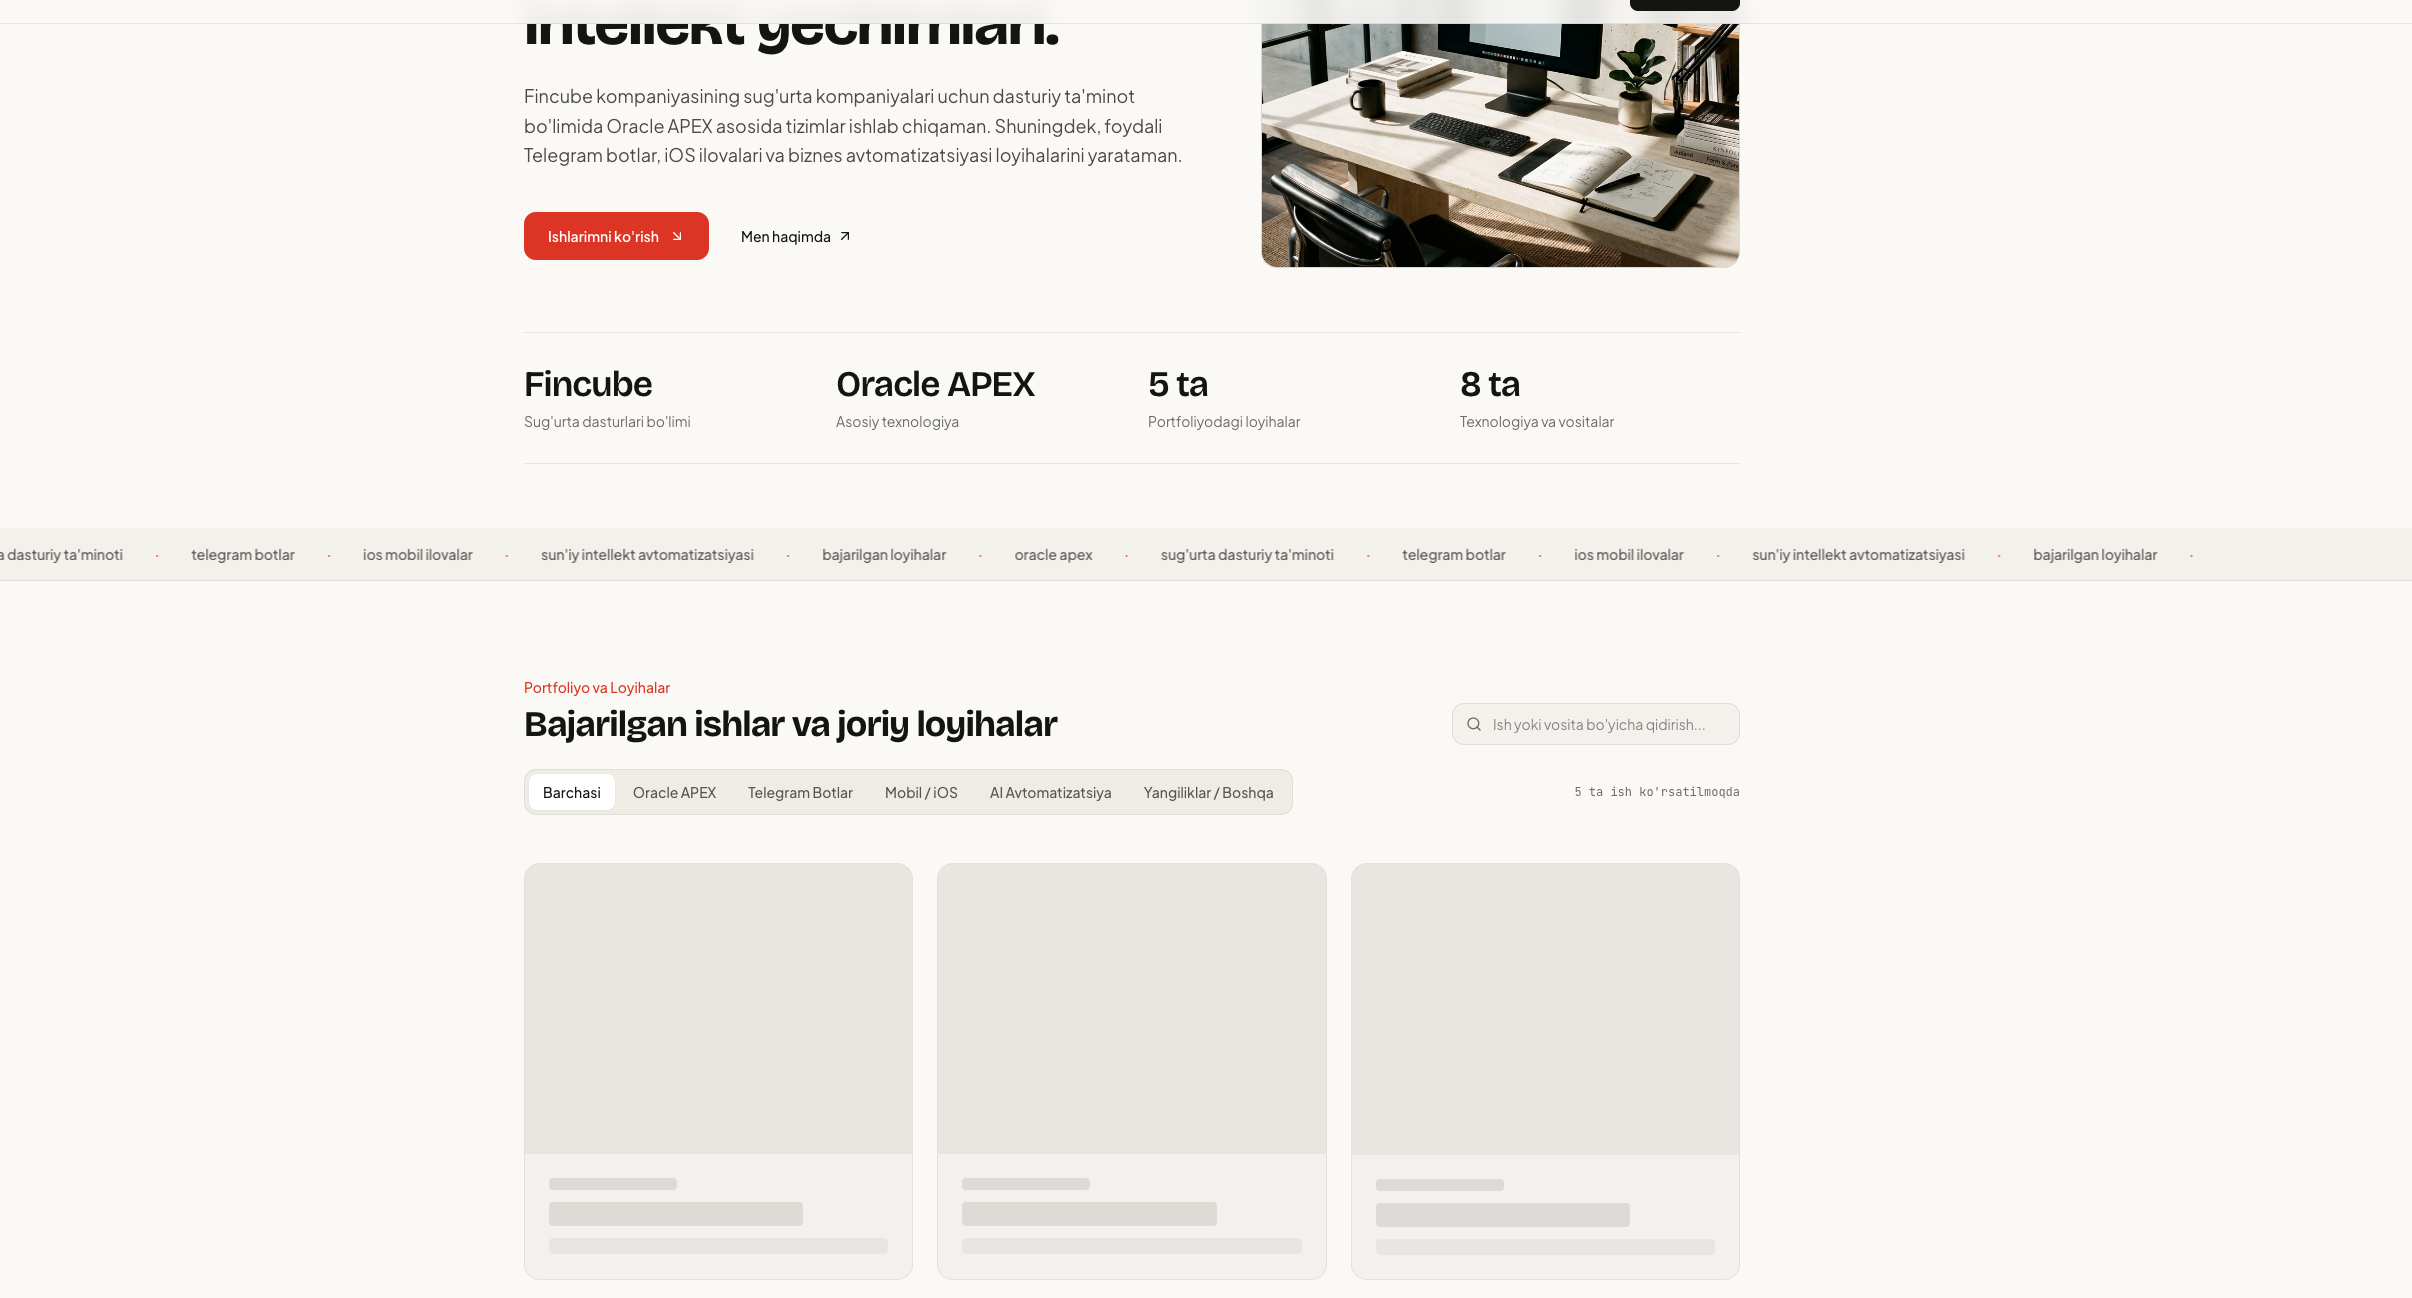 intellekt yechimlari.
Fincube kompaniyasining sug'urta kompaniyalari uchun dasturiy ta'minot
bo'limida Oracle APEX asosida tizimlar ishlab chiqaman. Shuningdek, foydali
Telegram botlar, iOS ilovalari va biznes avtomatizatsiyasi loyihalarini yarataman.
Ishlarimni ko'rish
Men haqimda
Fincube
Sug'urta dasturlari bo'limi
Oracle APEX
Asosiy texnologiya
5 ta
Portfoliyodagi loyihalar
8 ta
Texnologiya va vositalar
a dasturiy ta'minoti · telegram botlar · ios mobil ilovalar · sun'iy intellekt avtomatizatsiyasi · bajarilgan loyihalar · oracle apex · sug'urta dasturiy ta'minoti · telegram botlar · ios mobil ilovalar · sun'iy intellekt avtomatizatsiyasi · bajarilgan loyihalar ·
Portfoliyo va Loyihalar
Bajarilgan ishlar va joriy loyihalar
Ish yoki vosita bo'yicha qidirish...
Barchasi
Oracle APEX
Telegram Botlar
Mobil / iOS
AI Avtomatizatsiya
Yangiliklar / Boshqa
5 ta ish ko'rsatilmoqda